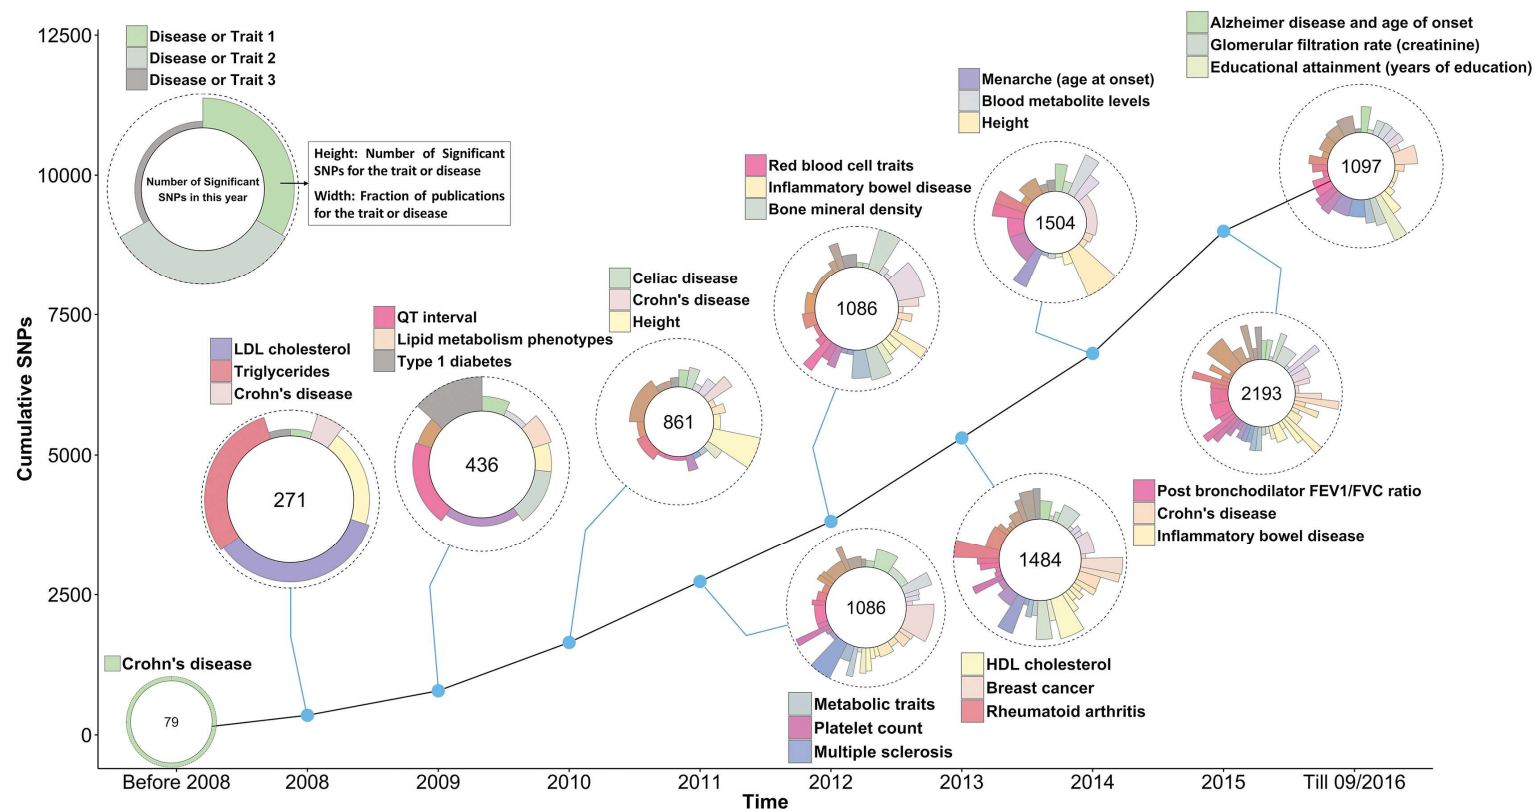 12500
10000
7500
5000
2500
0
Cumulative SNPs
Disease or Trait 1
Disease or Trait 2
Disease or Trait 3
Number of Significant
SNPs in this year
Height: Number of Significant
SNPs for the trait or disease
Width: Fraction of publications
for the trait or disease
Crohn's disease
79
LDL cholesterol
Triglycerides
Crohn's disease
271
QT interval
Lipid metabolism phenotypes
Type 1 diabetes
436
Celiac disease
Crohn's disease
Height
861
Red blood cell traits
Inflammatory bowel disease
Bone mineral density
1086
1086
Metabolic traits
Platelet count
Multiple sclerosis
Menarche (age at onset)
Blood metabolite levels
Height
1504
1484
HDL cholesterol
Breast cancer
Rheumatoid arthritis
Alzheimer disease and age of onset
Glomerular filtration rate (creatinine)
Educational attainment (years of education)
1097
2193
Post bronchodilator FEV1/FVC ratio
Crohn's disease
Inflammatory bowel disease
Before 2008
2008
2009
2010
2011
2012
2013
2014
2015
Till 09/2016
Time